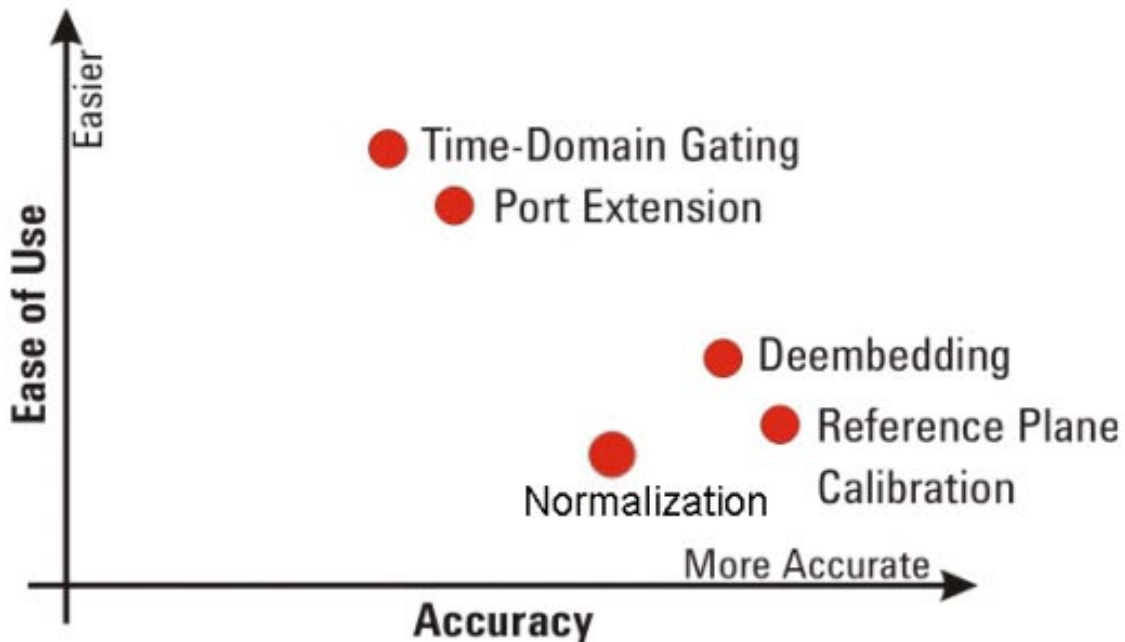 Easier
Ease of Use
Time-Domain Gating
Port Extension
Deembedding
Reference Plane
Calibration
Normalization
More Accurate
Accuracy